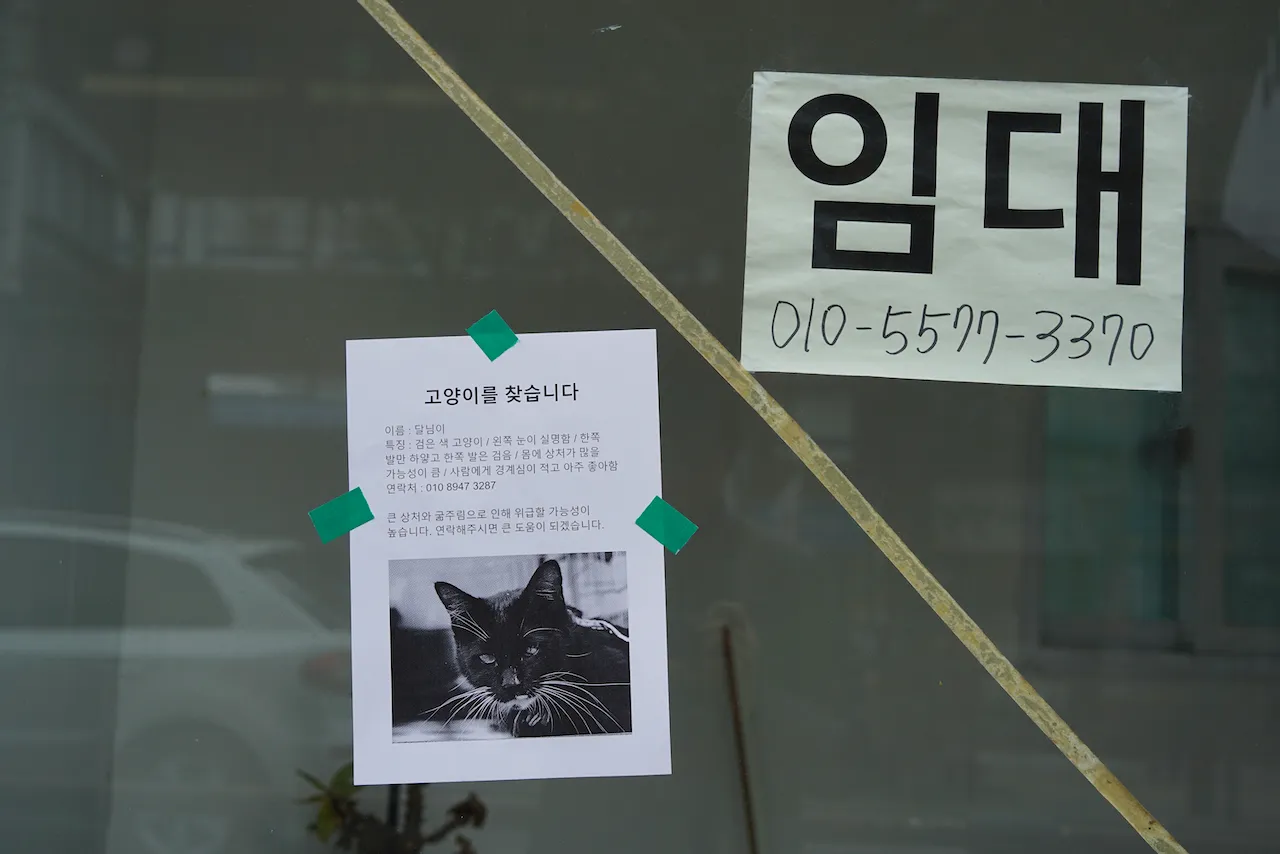 임대
010-5577-3370
고양이를 찾습니다
이름 : 달님이
특징 : 검은 색 고양이 / 왼쪽 눈이 실명함 / 한쪽
발만 하얗고 한쪽 발은 검음 / 몸에 상처가 많을
가능성이 큼 / 사람에게 경계심이 적고 아주 좋아함
연락처 : 010 8947 3287
큰 상처와 굶주림으로 인해 위급할 가능성이
높습니다. 연락해주시면 큰 도움이 되겠습니다.